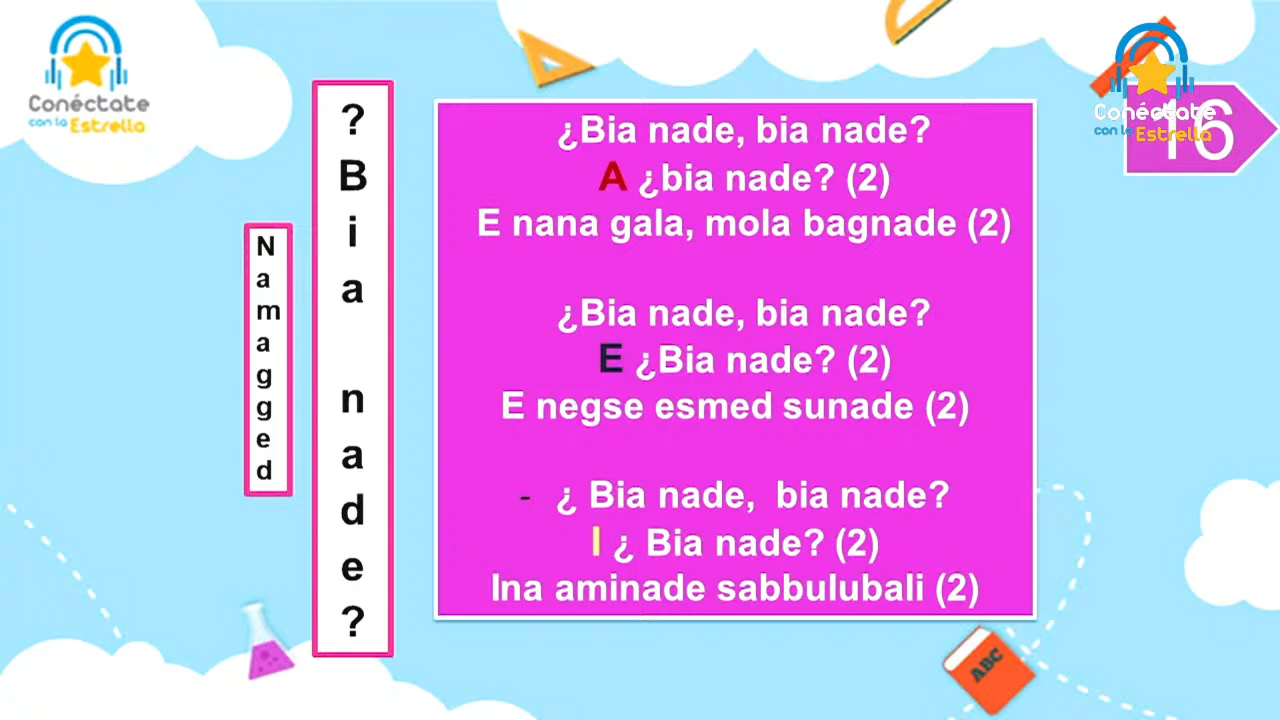 Conéctate
con la Estrella
Conéctate
con la Estrella
16
Namagged
?Bia nade?
¿Bia nade, bia nade?
A ¿bia nade? (2)
E nana gala, mola bagnade (2)
¿Bia nade, bia nade?
E ¿Bia nade? (2)
E negse esmed sunade (2)
- ¿ Bia nade, bia nade?
I ¿ Bia nade? (2)
Ina aminade sabbulubali (2)
ABC